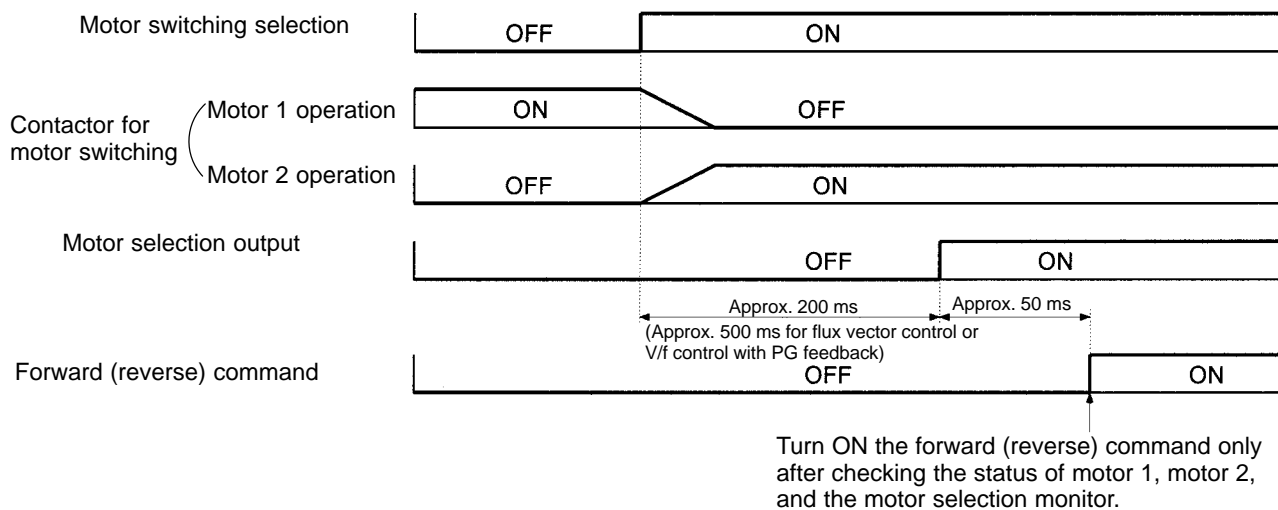 Motor switching selection
OFF ON
Contactor for
motor switching
Motor 1 operation
ON OFF
Motor 2 operation
OFF ON
Motor selection output
OFF ON
Approx. 200 ms Approx. 50 ms
(Approx. 500 ms for flux vector control or
V/f control with PG feedback)
Forward (reverse) command
OFF ON
Turn ON the forward (reverse) command only
after checking the status of motor 1, motor 2,
and the motor selection monitor.